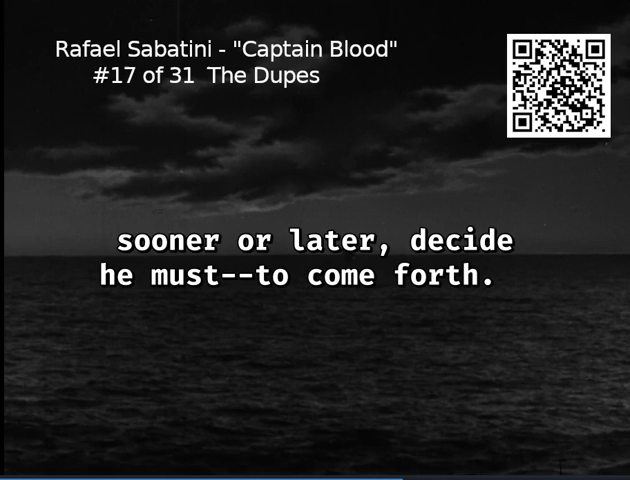 Rafael Sabatini - "Captain Blood"
#17 of 31 The Dupes
sooner or later, decide
he must--to come forth.